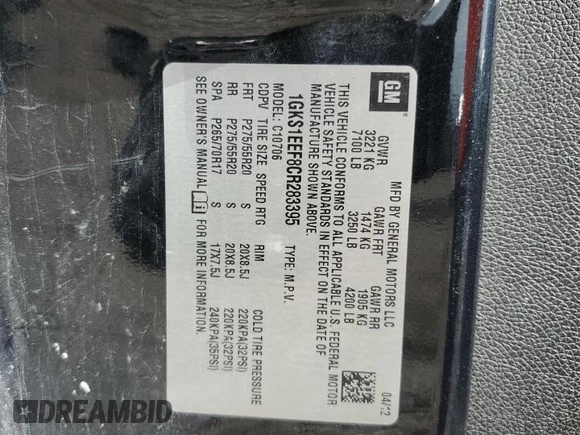 GM
MFD BY GENERAL MOTORS LLC
04/12
GVWR GAWR FRT GAWR RR
3221 KG 1474 KG 1905 KG
7100 LB 3250 LB 4200 LB
THIS VEHICLE CONFORMS TO ALL APPLICABLE U.S. FEDERAL MOTOR
VEHICLE SAFETY STANDARDS IN EFFECT ON THE DATE OF
MANUFACTURE SHOWN ABOVE.
1GKS1EEF8CR283395 TYPE: M.P.V.
MODEL: C10706
CDPV TIRE SIZE SPEED RTG RIM COLD TIRE PRESSURE
FRT P275/55R20 S 20X8.5J 220KPA(32PSI)
RR P275/55R20 S 20X8.5J 220KPA(32PSI)
SPA P265/70R17 S 17X7.5J 240KPA(35PSI)
SEE OWNER'S MANUAL FOR MORE INFORMATION.
DREAMBID